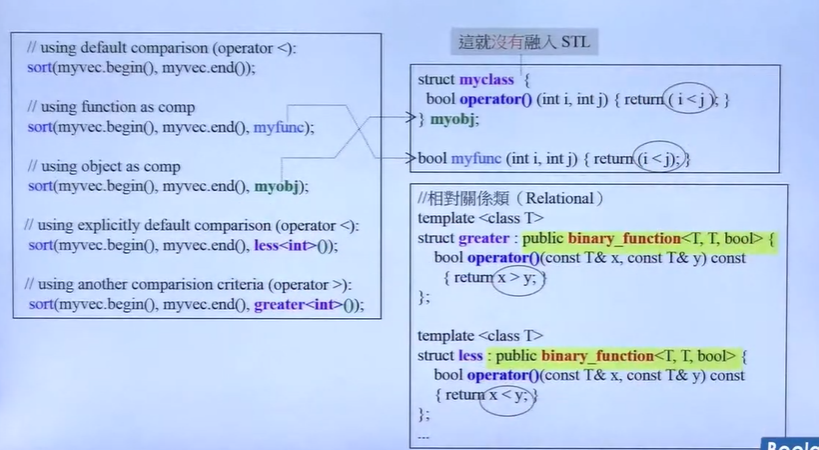 // using default comparison (operator <):
sort(myvec.begin(), myvec.end());
// using function as comp
sort(myvec.begin(), myvec.end(), myfunc);
// using object as comp
sort(myvec.begin(), myvec.end(), myobj);
// using explicitly default comparison (operator <):
sort(myvec.begin(), myvec.end(), less<int>());
// using another comparision criteria (operator >):
sort(myvec.begin(), myvec.end(), greater<int>());
這就沒有融入 STL
struct myclass {
bool operator() (int i, int j) { return ( i < j ); }
} myobj;
bool myfunc (int i, int j) { return (i < j); }
//相對關係類（Relational）
template <class T>
struct greater : public binary_function<T, T, bool> {
bool operator()(const T& x, const T& y) const
{ return x > y; }
};
template <class T>
struct less : public binary_function<T, T, bool> {
bool operator()(const T& x, const T& y) const
{ return x < y; }
};
...